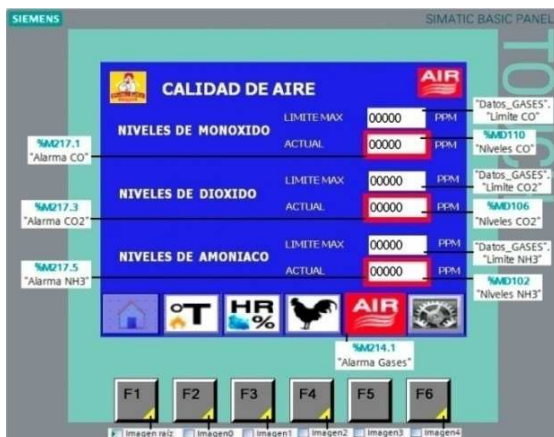 SIEMENS
SIMATIC BASIC PANEL
TOUCH
CALIDAD DE AIRE
AIR
LIMITE MAX
00000
PPM
"Datos_GASES".
"Limite CO"
NIVELES DE MONOXIDO
ACTUAL
00000
PPM
%MD110
"Niveles CO"
%M217.1
"Alarma CO"
LIMITE MAX
00000
PPM
"Datos_GASES".
"Limite CO2"
NIVELES DE DIOXIDO
ACTUAL
00000
PPM
%MD106
"Niveles CO2"
%M217.3
"Alarma CO2"
LIMITE MAX
00000
PPM
"Datos_GASES".
"Limite NH3"
NIVELES DE AMONIACO
ACTUAL
00000
PPM
%MD102
"Niveles NH3"
%M217.5
"Alarma NH3"
°T
HR
%
AIR
%M214.1
"Alarma Gases"
F1
F2
F3
F4
F5
F6
Imagen raíz
Imagen0
Imagen1
Imagen2
Imagen3
Imagen4